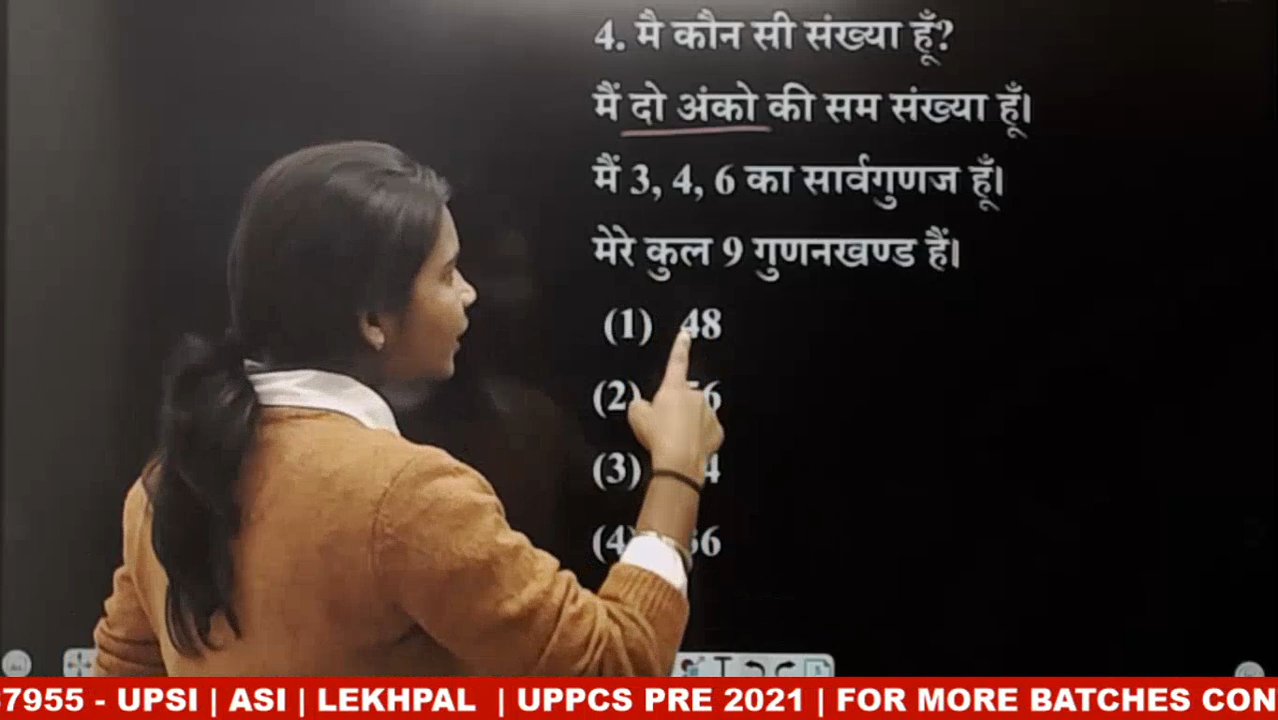 4. मै कौन सी संख्या हूँ?
मैं दो अंको की सम संख्या हूँ।
मैं 3, 4, 6 का सार्वगुणज हूँ।
मेरे कुल 9 गुणनखण्ड हैं।
(1) 48
(2)
(3)
(4)
37955 - UPSI | ASI | LEKHPAL | UPPCS PRE 2021 | FOR MORE BATCHES CON